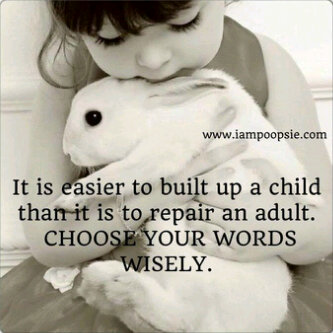 www.iampoopsie.com
It is easier to built up a child
than it is to repair an adult.
CHOOSE YOUR WORDS
WISELY.